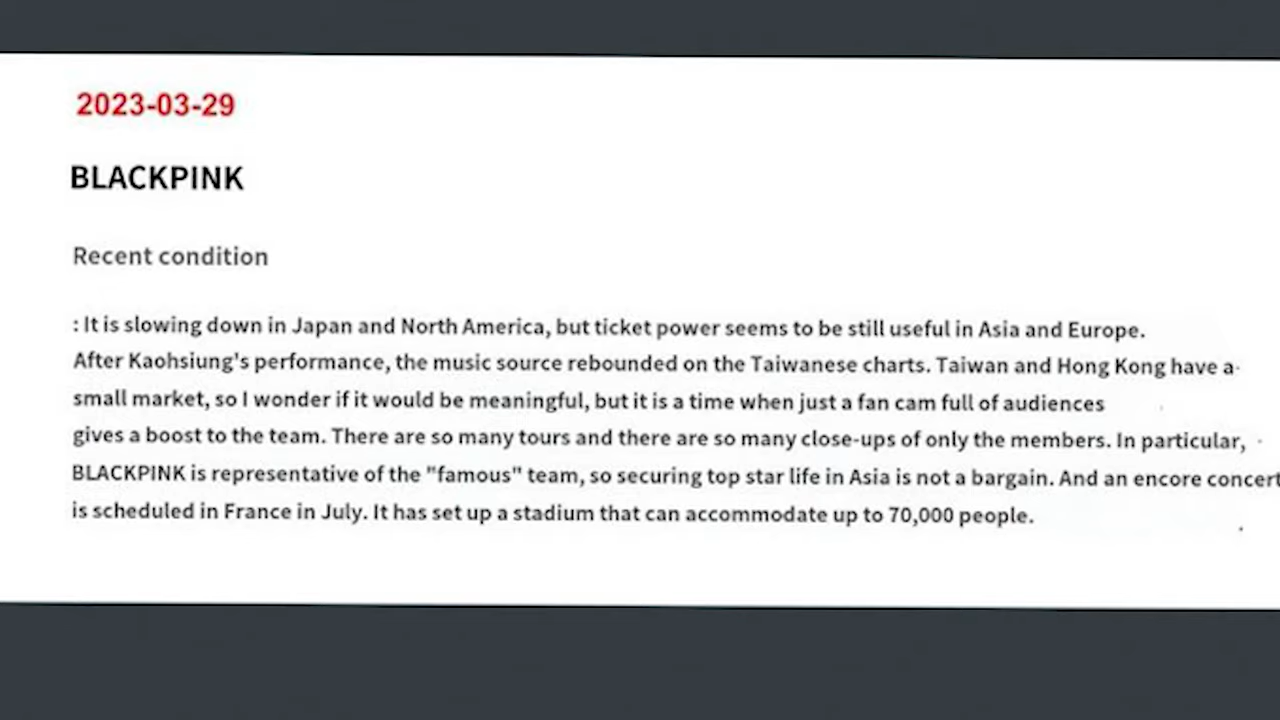 2023-03-29
BLACKPINK
Recent condition
: It is slowing down in Japan and North America, but ticket power seems to be still useful in Asia and Europe.
After Kaohsiung's performance, the music source rebounded on the Taiwanese charts. Taiwan and Hong Kong have a
small market, so I wonder if it would be meaningful, but it is a time when just a fan cam full of audiences
gives a boost to the team. There are so many tours and there are so many close-ups of only the members. In particular,
BLACKPINK is representative of the "famous" team, so securing top star life in Asia is not a bargain. And an encore concert
is scheduled in France in July. It has set up a stadium that can accommodate up to 70,000 people.